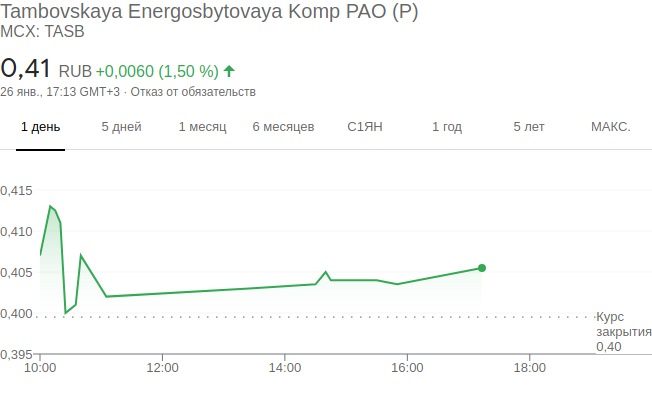 Tambovskaya Energosbytovaya Komp PAO (P)
MCX: TASB
0,41 RUB +0,0060 (1,50 %)
26 янв., 17:13 GMT+3 · Отказ от обязательств
1 день 5 дней 1 месяц 6 месяцев С1ЯН 1 год 5 лет МАКС.
0,415
0,410
0,405
0,400
Курс
закрытия
0,40
0,395
10:00 12:00 14:00 16:00 18:00